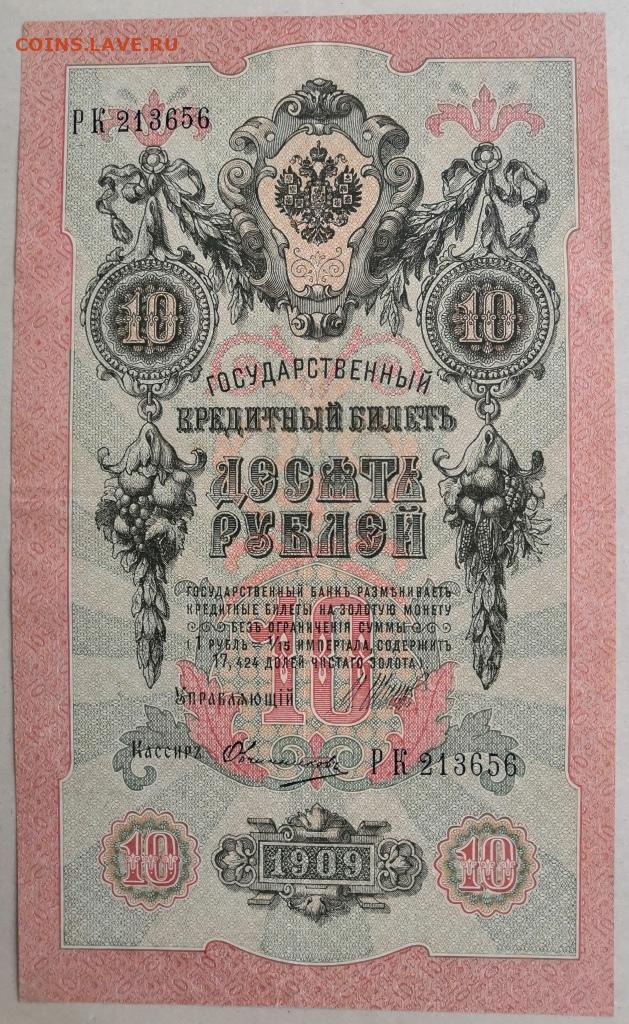 COINS.LAVE.RU
РК 213656
10 10
ГОСУДАРСТВЕННЫЙ
КРЕДИТНЫЙ БИЛЕТЪ
ДЕСЯТЬ
РУБЛЕЙ
ГОСУДАРСТВЕННЫЙ БАНКЪ РАЗМѢНИВАЕТЪ
КРЕДИТНЫЕ БИЛЕТЫ НА ЗОЛОТУЮ МОНЕТУ
БЕЗЪ ОГРАНИЧЕНІЯ СУММЫ
(1 РУБЛЬ = 1/15 ИМПЕРІАЛА, СОДЕРЖИТЪ
17,424 ДОЛЕЙ ЧИСТАГО ЗОЛОТА)
10
УПРАВЛЯЮЩІЙ
КАССИРЪ
РК 213656
10 1909 10